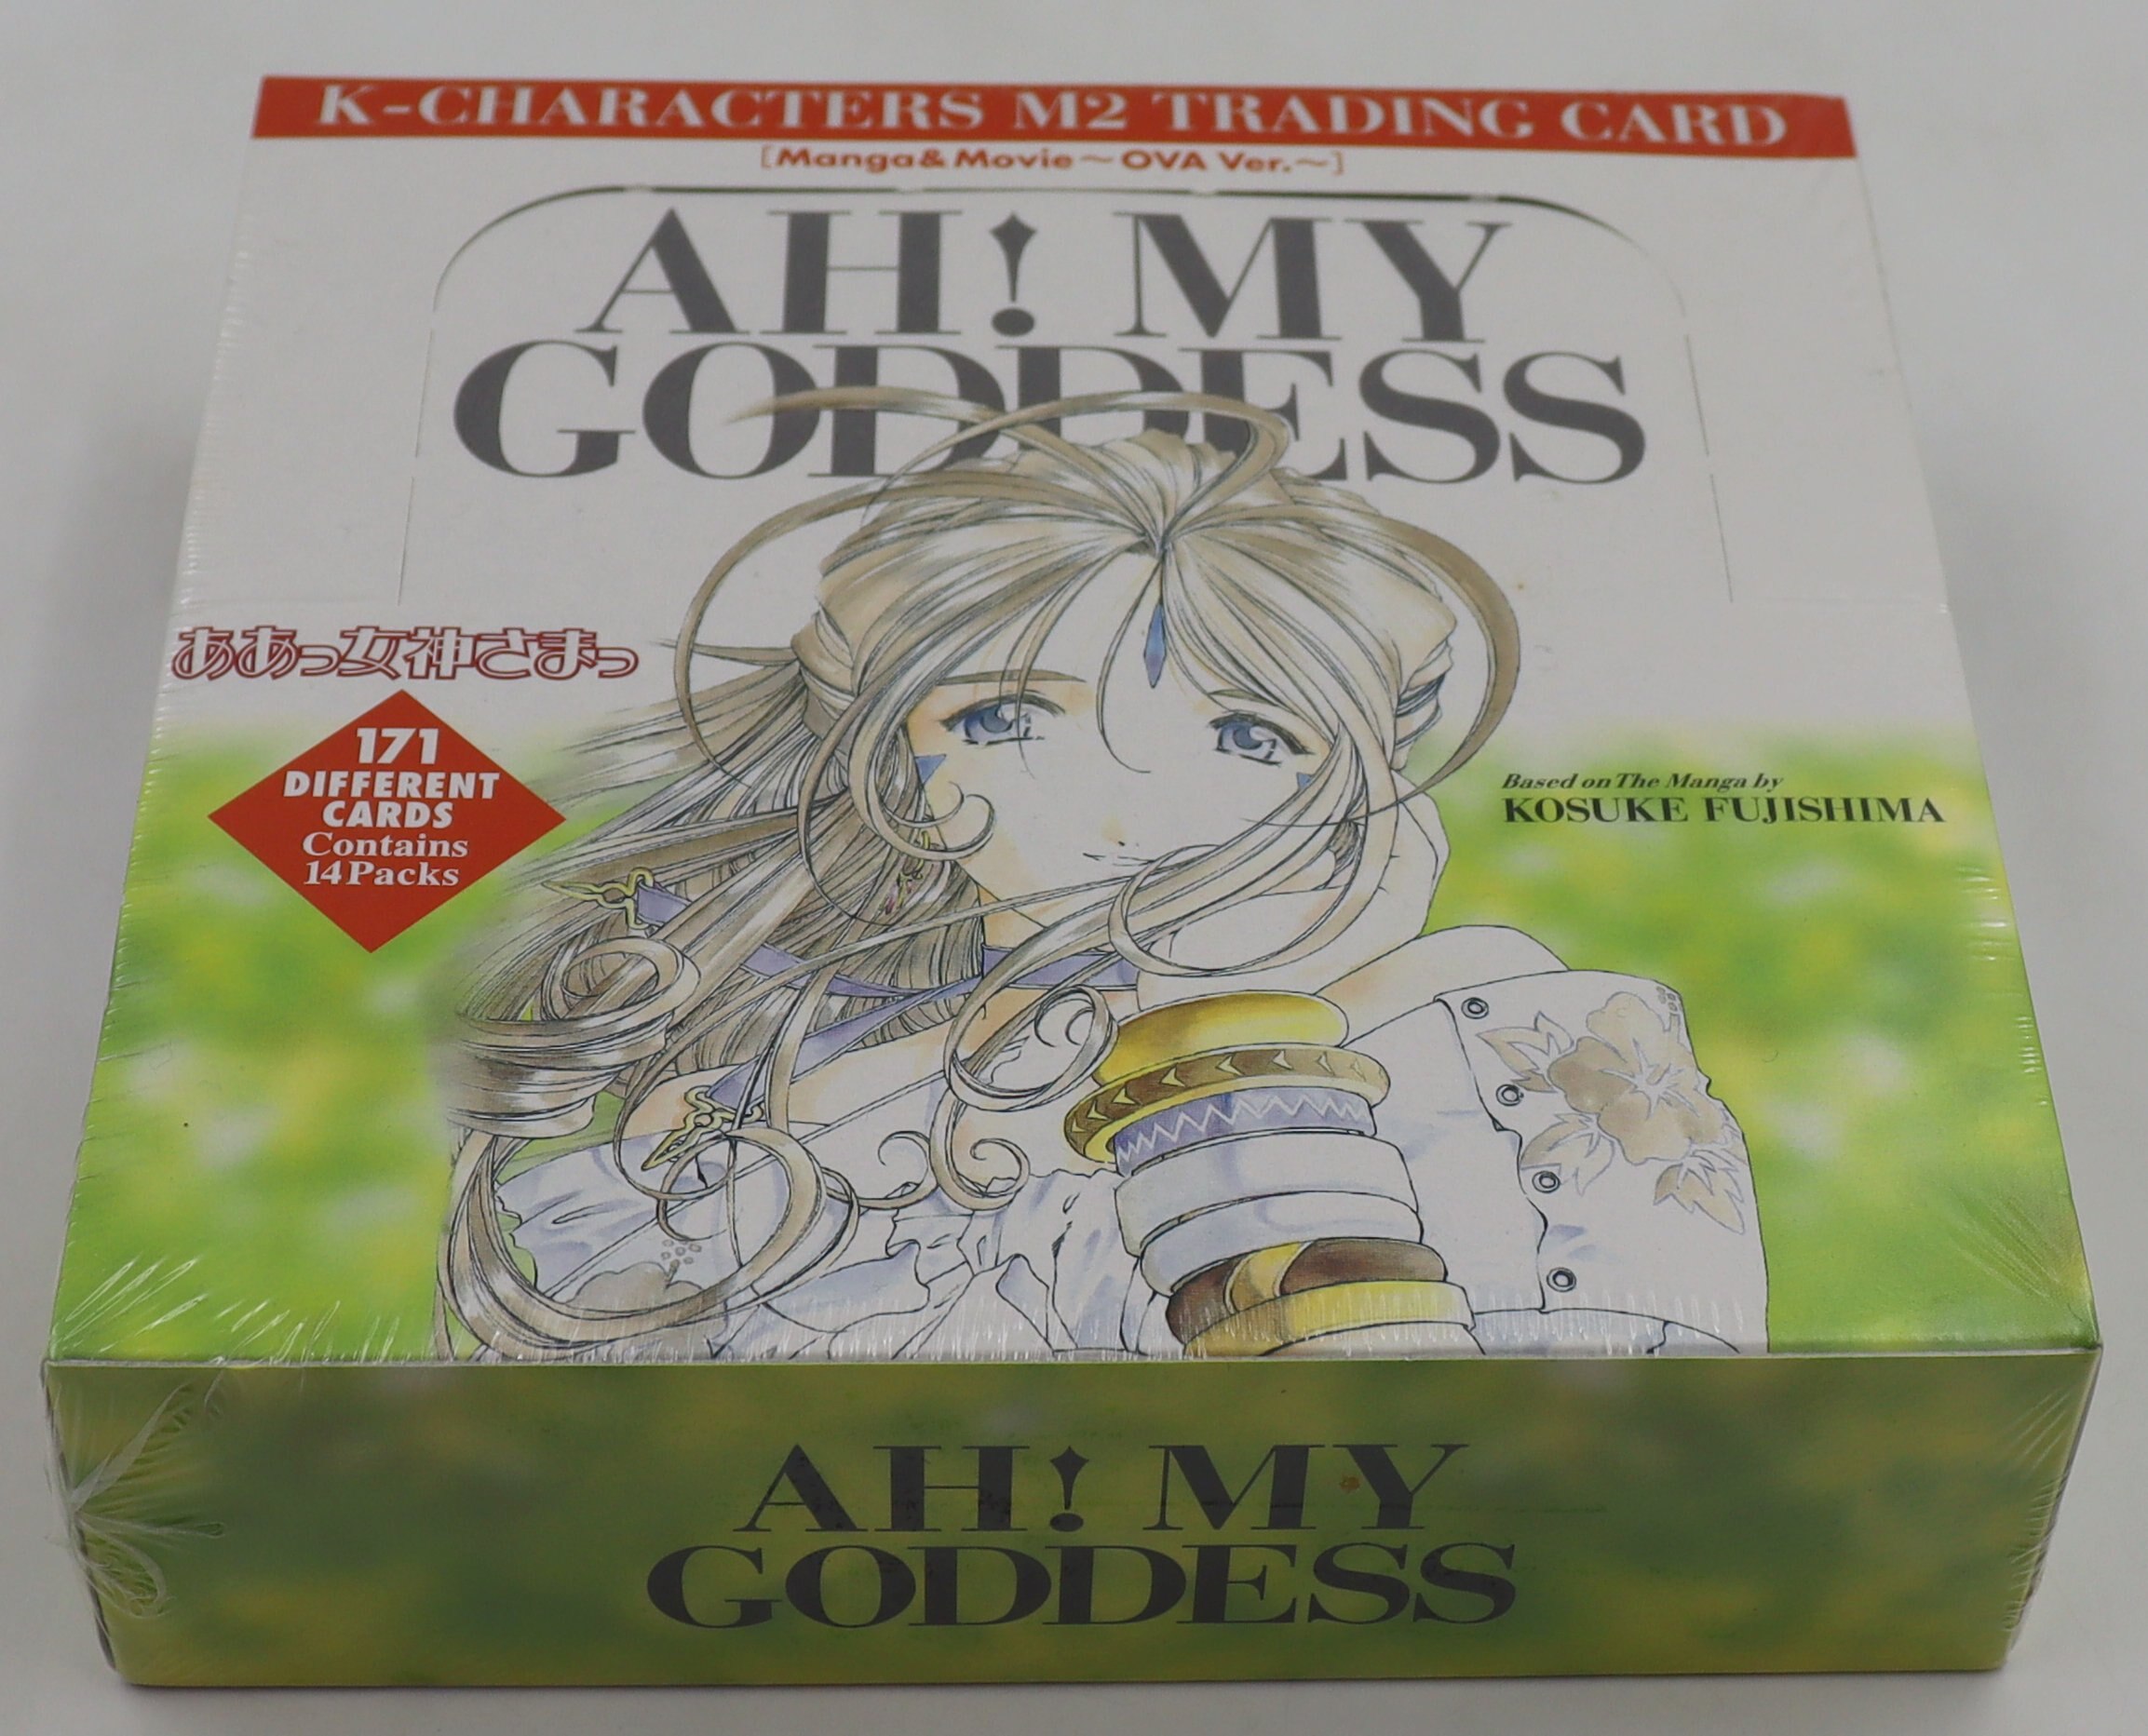 K-CHARACTERS M2 TRADING CARD
[Manga&Movie～OVA Ver.～]
AH! MY
GODDESS
ああっ女神さまっ
171
DIFFERENT
CARDS
Contains
14Packs
Based on The Manga by
KOSUKE FUJISHIMA
AH! MY
GODDESS